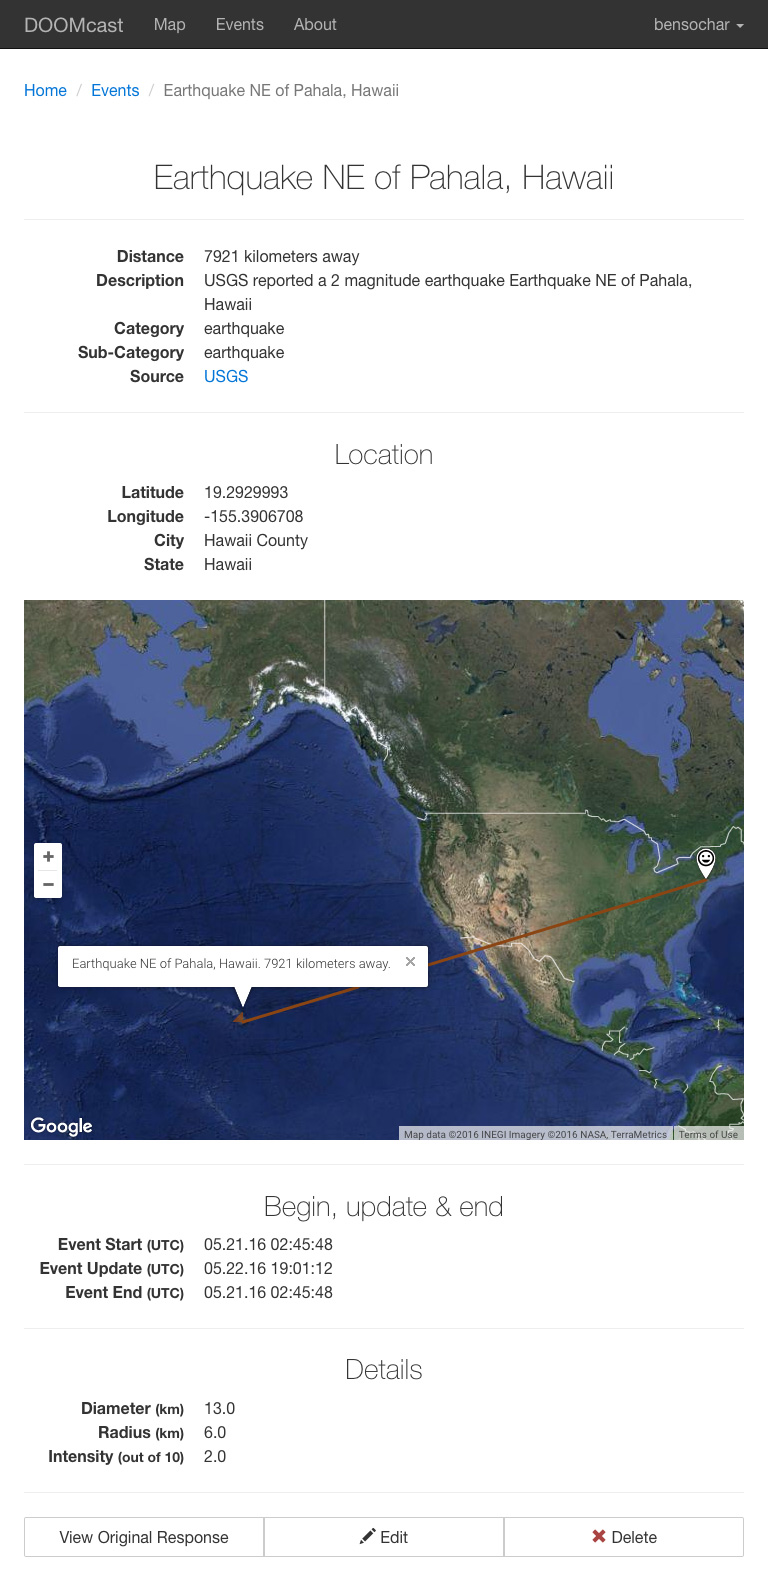 DOOMcast Map Events About bensochar
Home / Events / Earthquake NE of Pahala, Hawaii
Earthquake NE of Pahala, Hawaii
Distance 7921 kilometers away
Description USGS reported a 2 magnitude earthquake Earthquake NE of Pahala,
Hawaii
Category earthquake
Sub-Category earthquake
Source USGS
Location
Latitude 19.2929993
Longitude -155.3906708
City Hawaii County
State Hawaii
+
−
Earthquake NE of Pahala, Hawaii. 7921 kilometers away. ×
Google
Map data ©2016 INEGI Imagery ©2016 NASA, TerraMetrics Terms of Use
Begin, update & end
Event Start (UTC) 05.21.16 02:45:48
Event Update (UTC) 05.22.16 19:01:12
Event End (UTC) 05.21.16 02:45:48
Details
Diameter (km) 13.0
Radius (km) 6.0
Intensity (out of 10) 2.0
View Original Response Edit Delete